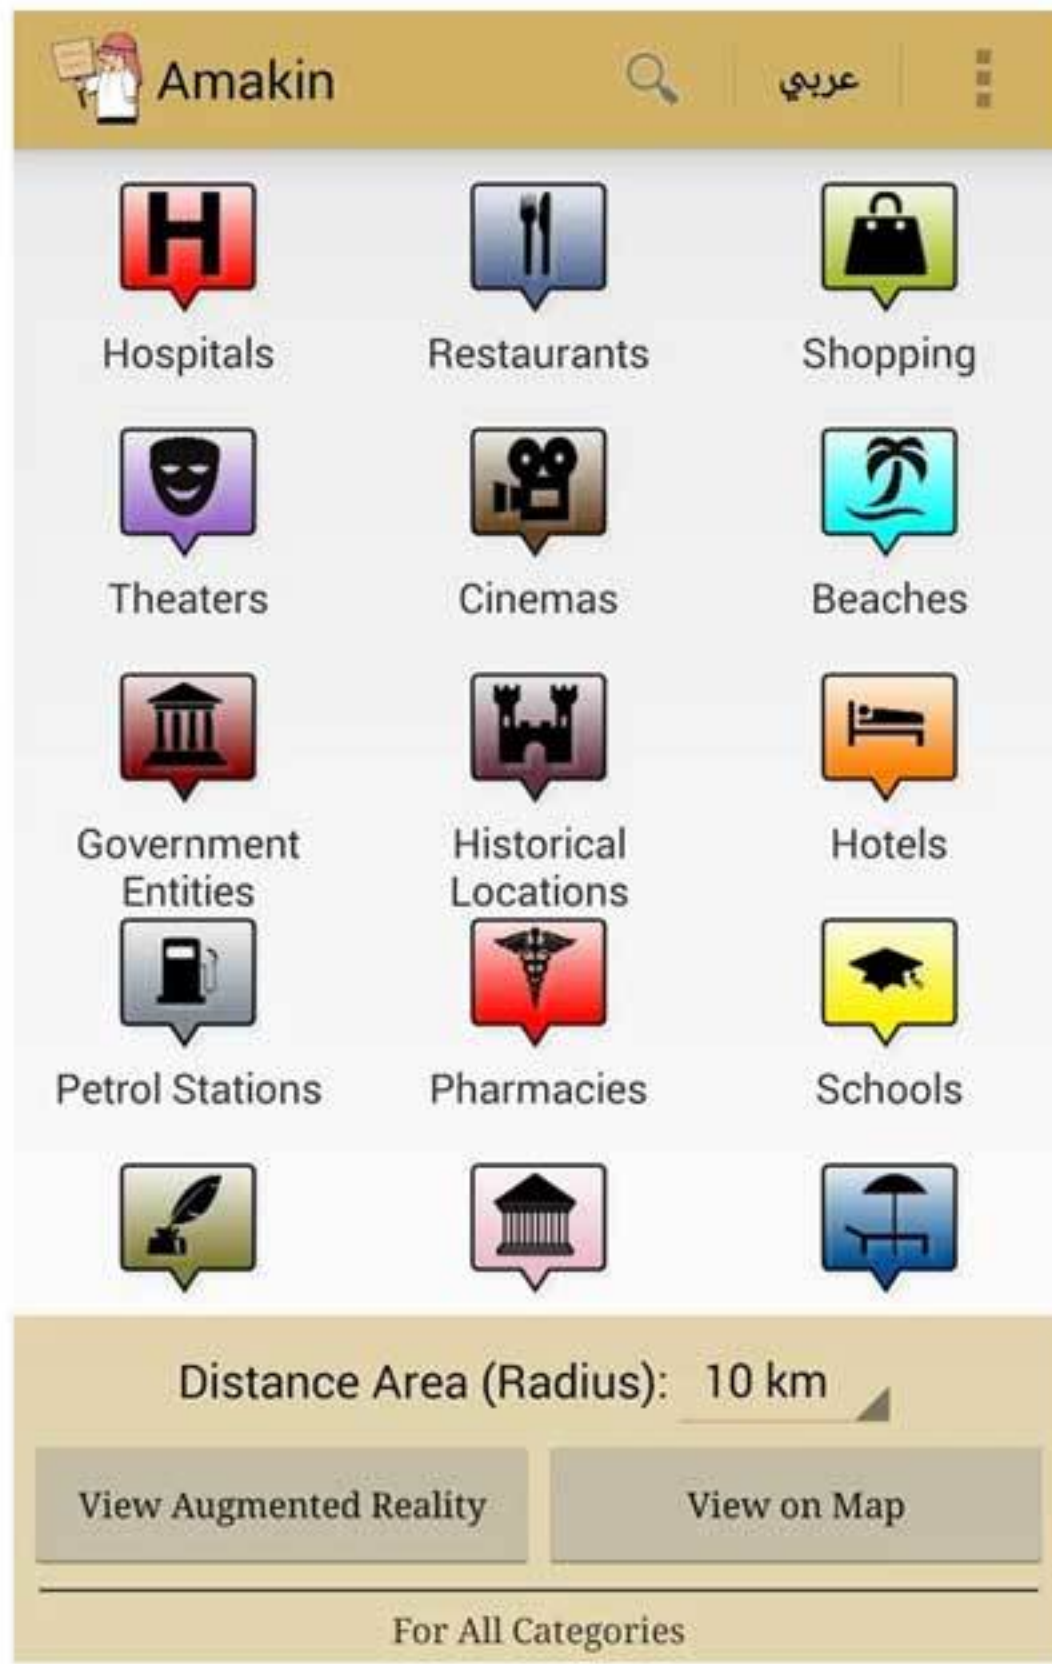 Amakin
عربي
H
Hospitals
Restaurants
Shopping
Theaters
Cinemas
Beaches
Government
Entities
Historical
Locations
Hotels
Petrol Stations
Pharmacies
Schools
Distance Area (Radius): 10 km
View Augmented Reality
View on Map
For All Categories